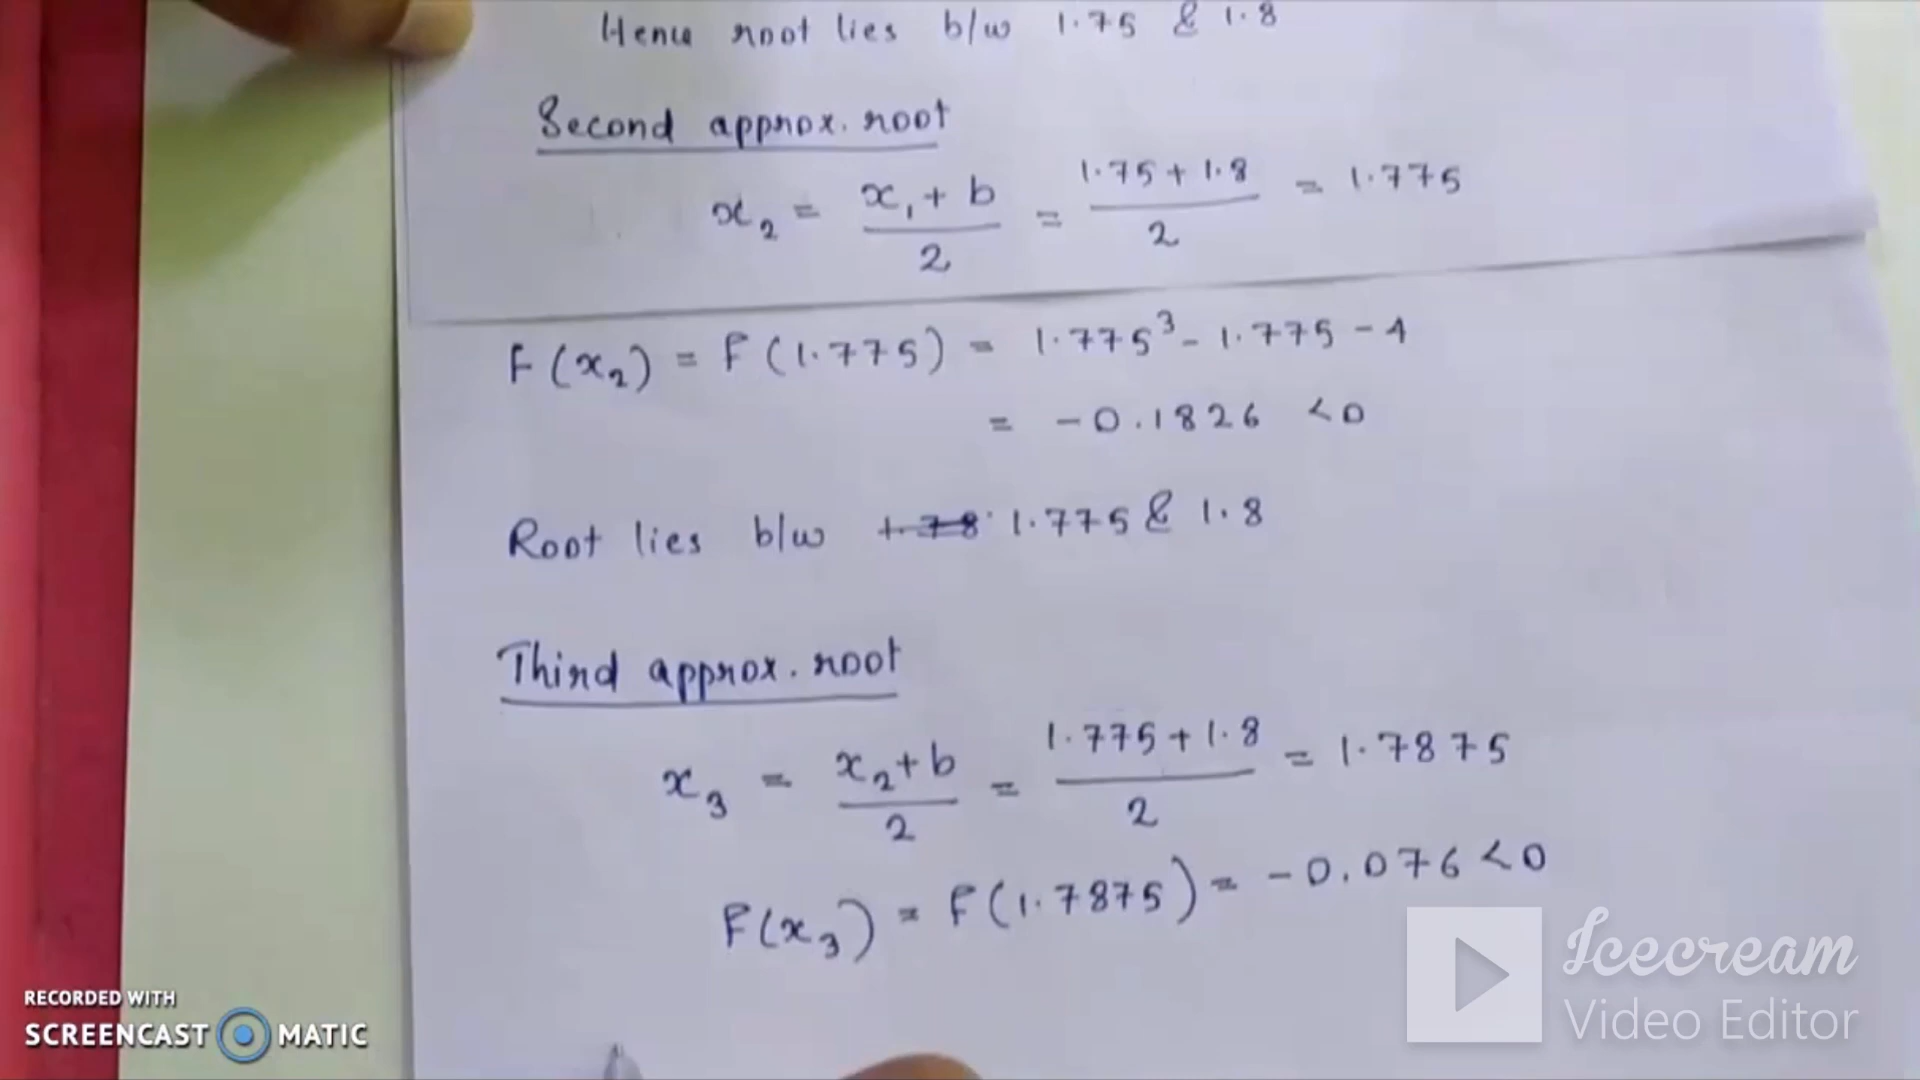 Hence root lies b/w 1.75 & 1.8
Second approx. root
x₂ = (x₁ + b)/2 = (1.75 + 1.8)/2 = 1.775
F(x₂) = F(1.775) = 1.775³ - 1.775 - 4
= -0.1826 <0
Root lies b/w 1.78 1.775 & 1.8
Third approx. root
x₃ = (x₂+b)/2 = (1.775 + 1.8)/2 = 1.7875
F(x₃) = F(1.7875) = -0.076 <0
Icecream
Video Editor
RECORDED WITH
SCREENCAST MATIC